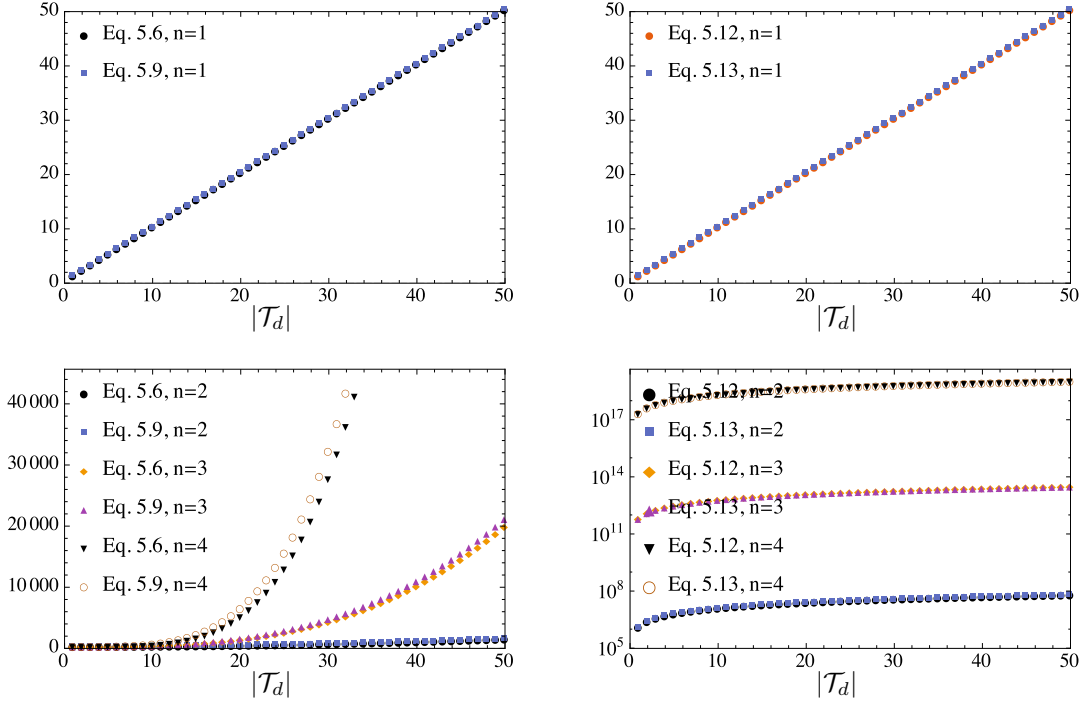 50
40
30
20
10
0
Eq. 5.6, n=1
Eq. 5.9, n=1
0 10 20 30 40 50
|𝒯_d|
50
40
30
20
10
0
Eq. 5.12, n=1
Eq. 5.13, n=1
0 10 20 30 40 50
|𝒯_d|
40 000
30 000
20 000
10 000
0
Eq. 5.6, n=2
Eq. 5.9, n=2
Eq. 5.6, n=3
Eq. 5.9, n=3
Eq. 5.6, n=4
Eq. 5.9, n=4
0 10 20 30 40 50
|𝒯_d|
10^17
10^14
10^11
10^8
10^5
Eq. 5.12, n=2
Eq. 5.13, n=2
Eq. 5.12, n=3
Eq. 5.13, n=3
Eq. 5.12, n=4
Eq. 5.13, n=4
0 10 20 30 40 50
|𝒯_d|